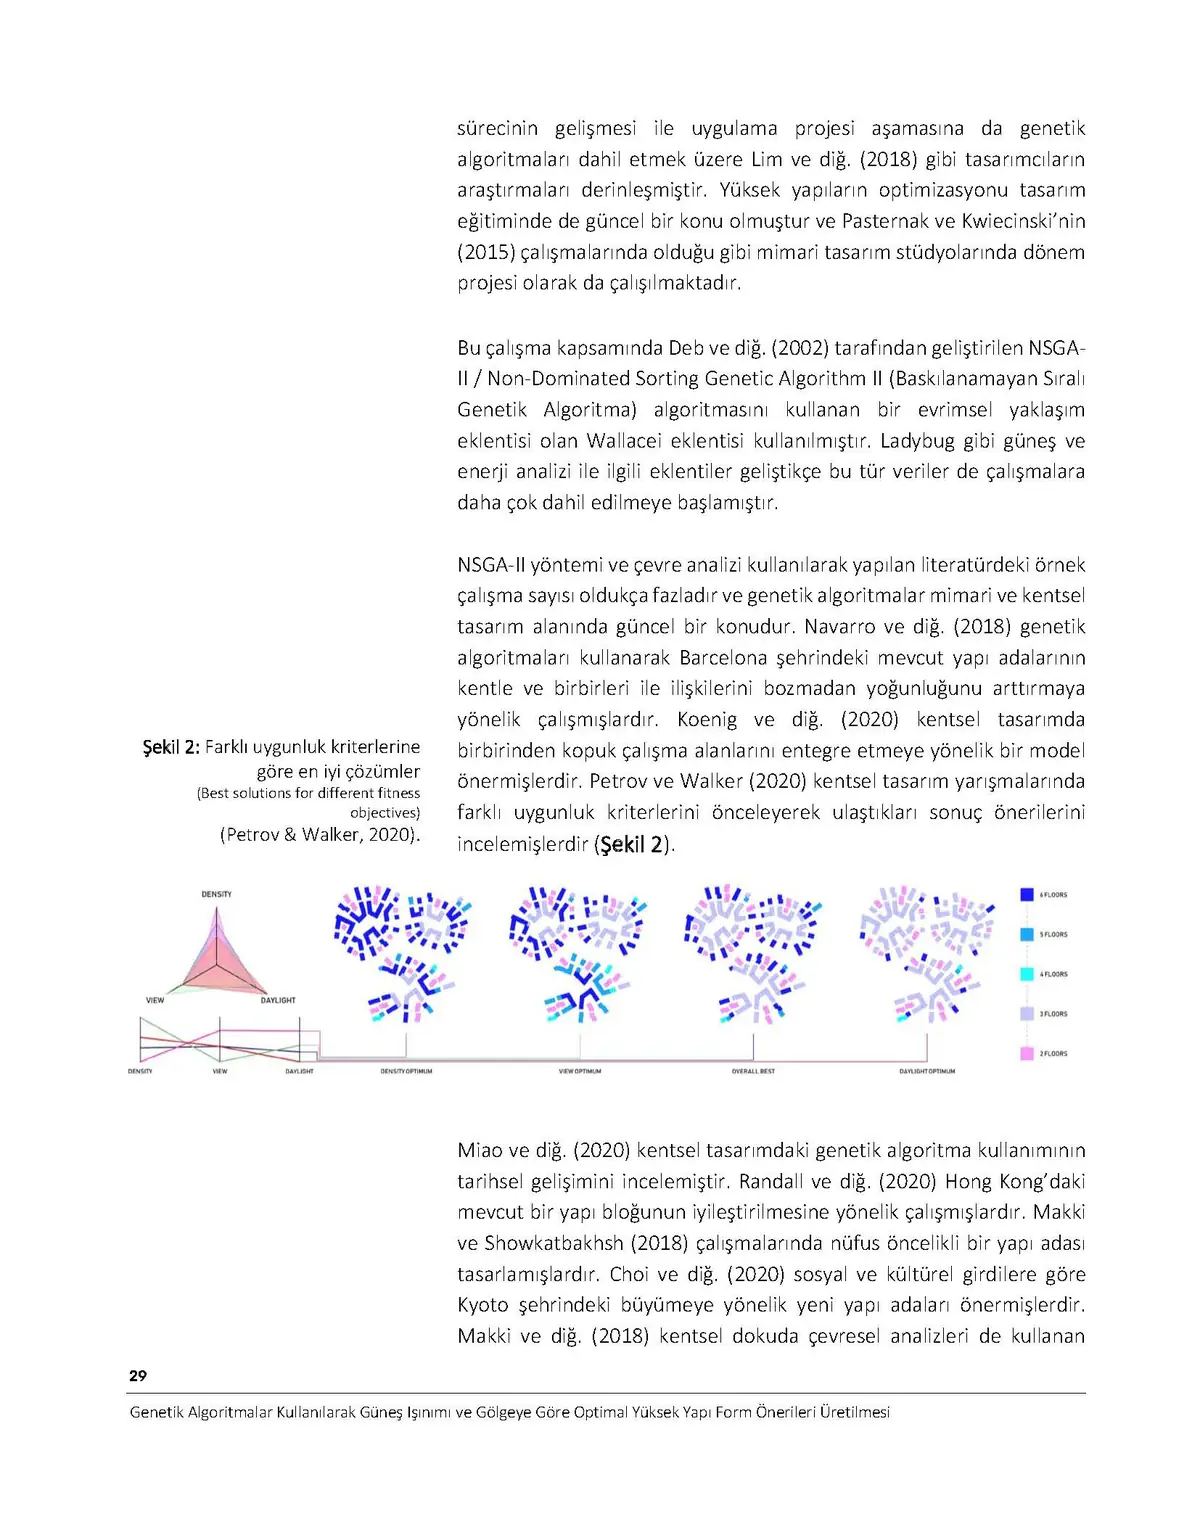 sürecinin gelişmesi ile uygulama projesi aşamasına da genetik
algoritmaları dahil etmek üzere Lim ve diğ. (2018) gibi tasarımcıların
araştırmaları derinleşmiştir. Yüksek yapıların optimizasyonu tasarım
eğitiminde de güncel bir konu olmuştur ve Pasternak ve Kwiecinski’nin
(2015) çalışmalarında olduğu gibi mimari tasarım stüdyolarında dönem
projesi olarak da çalışılmaktadır.
Bu çalışma kapsamında Deb ve diğ. (2002) tarafından geliştirilen NSGA-
II / Non-Dominated Sorting Genetic Algorithm II (Baskılanamayan Sıralı
Genetik Algoritma) algoritmasını kullanan bir evrimsel yaklaşım
eklentisi olan Wallacei eklentisi kullanılmıştır. Ladybug gibi güneş ve
enerji analizi ile ilgili eklentiler geliştikçe bu tür veriler de çalışmalara
daha çok dahil edilmeye başlamıştır.
NSGA-II yöntemi ve çevre analizi kullanılarak yapılan literatürdeki örnek
çalışma sayısı oldukça fazladır ve genetik algoritmalar mimari ve kentsel
tasarım alanında güncel bir konudur. Navarro ve diğ. (2018) genetik
algoritmaları kullanarak Barcelona şehrindeki mevcut yapı adalarının
kentle ve birbirleri ile ilişkilerini bozmadan yoğunluğunu arttırmaya
yönelik çalışmışlardır. Koenig ve diğ. (2020) kentsel tasarımda
birbirinden kopuk çalışma alanlarını entegre etmeye yönelik bir model
önermişlerdir. Petrov ve Walker (2020) kentsel tasarım yarışmalarında
farklı uygunluk kriterlerini önceleyerek ulaştıkları sonuç önerilerini
incelemişlerdir (Şekil 2).
Şekil 2: Farklı uygunluk kriterlerine
göre en iyi çözümler
(Best solutions for different fitness
objectives)
(Petrov & Walker, 2020).
DENSITY
VIEW
DAYLIGHT
DENSITY
VIEW
DAYLIGHT
DENSITY OPTIMUM
VIEW OPTIMUM
OVERALL BEST
DAYLIGHT OPTIMUM
6 FLOORS
5 FLOORS
4 FLOORS
3 FLOORS
2 FLOORS
Miao ve diğ. (2020) kentsel tasarımdaki genetik algoritma kullanımının
tarihsel gelişimini incelemiştir. Randall ve diğ. (2020) Hong Kong’daki
mevcut bir yapı bloğunun iyileştirilmesine yönelik çalışmışlardır. Makki
ve Showkatbakhsh (2018) çalışmalarında nüfus öncelikli bir yapı adası
tasarlamışlardır. Choi ve diğ. (2020) sosyal ve kültürel girdilere göre
Kyoto şehrindeki büyümeye yönelik yeni yapı adaları önermişlerdir.
Makki ve diğ. (2018) kentsel dokuda çevresel analizleri de kullanan
29
Genetik Algoritmalar Kullanılarak Güneş Işınımı ve Gölgeye Göre Optimal Yüksek Yapı Form Önerileri Üretilmesi